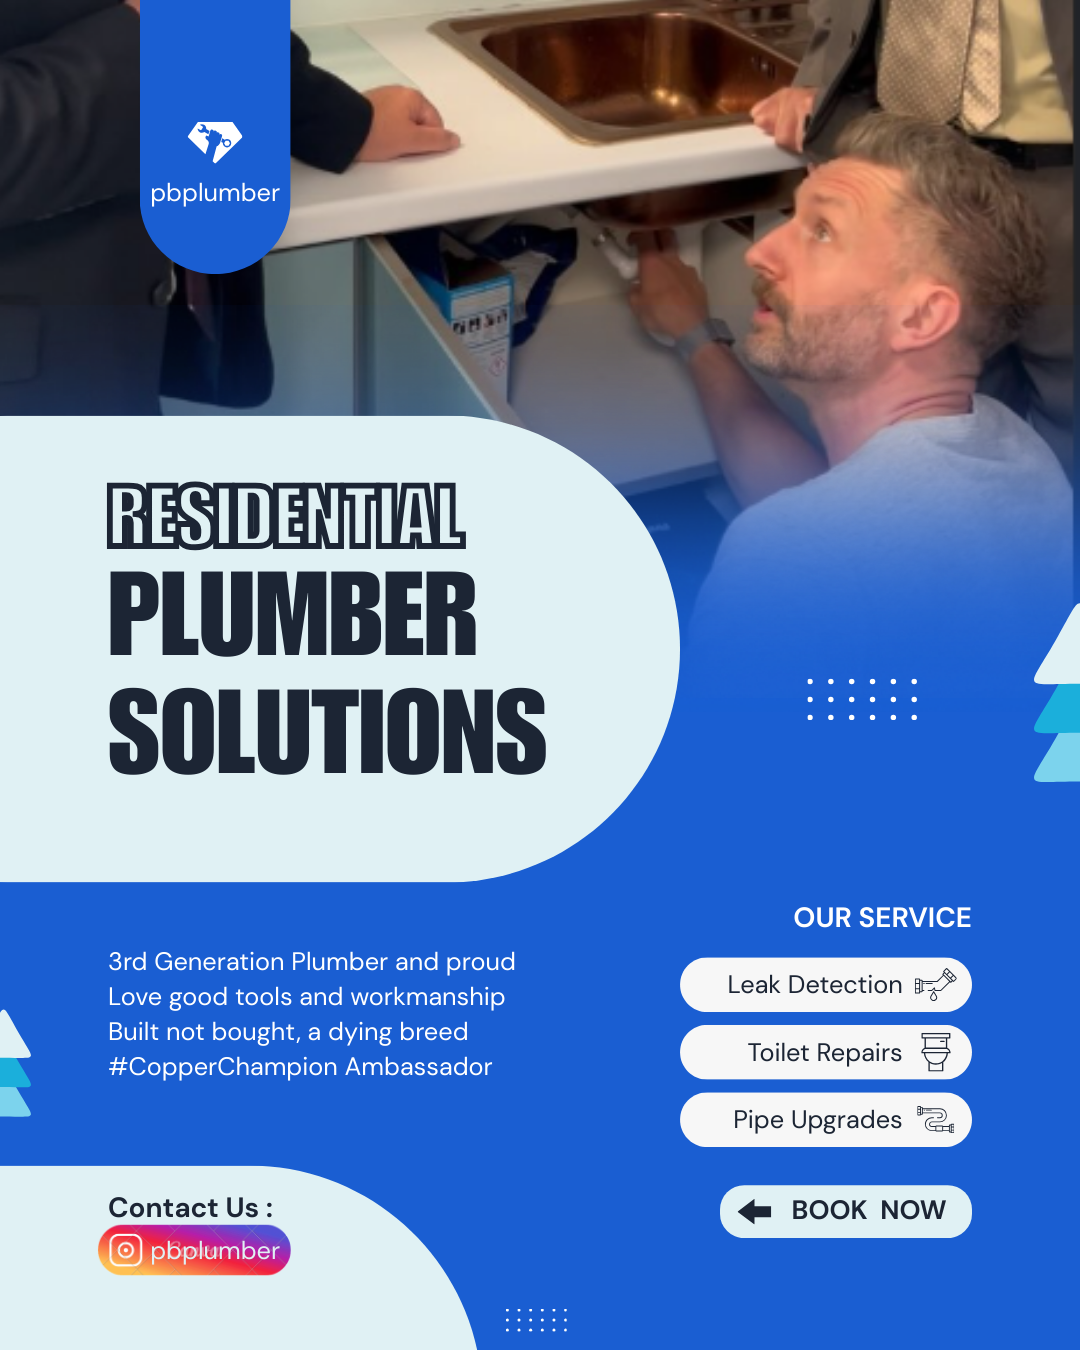 pbplumber
RESIDENTIAL
PLUMBER
SOLUTIONS
3rd Generation Plumber and proud
Love good tools and workmanship
Built not bought, a dying breed
#CopperChampion Ambassador
OUR SERVICE
Leak Detection
Toilet Repairs
Pipe Upgrades
BOOK NOW
Contact Us :
pbplumber